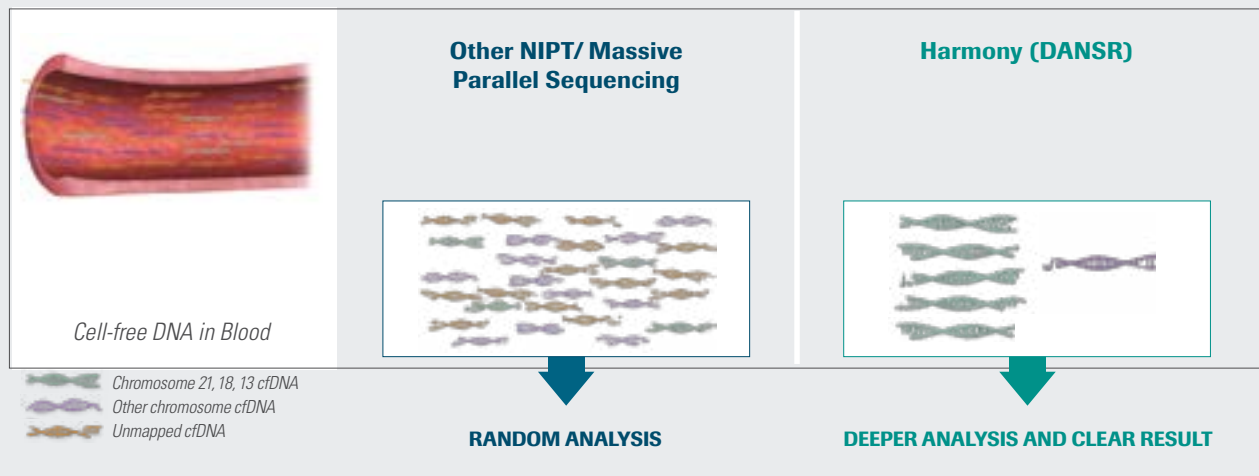 Other NIPT/ Massive
Parallel Sequencing
Harmony (DANSR)
Cell-free DNA in Blood
Chromosome 21, 18, 13 cfDNA
Other chromosome cfDNA
Unmapped cfDNA
RANDOM ANALYSIS
DEEPER ANALYSIS AND CLEAR RESULT